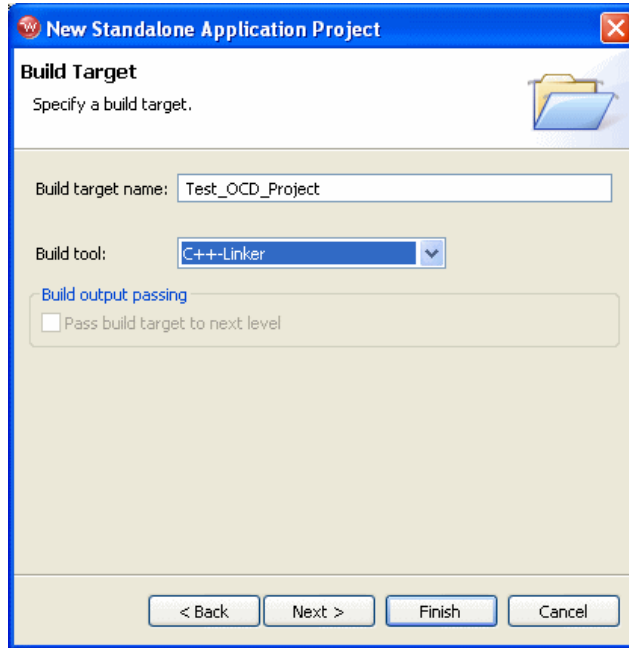 New Standalone Application Project
Build Target
Specify a build target.
Build target name: Test_OCD_Project
Build tool: C++-Linker
Build output passing
Pass build target to next level
< Back Next > Finish Cancel